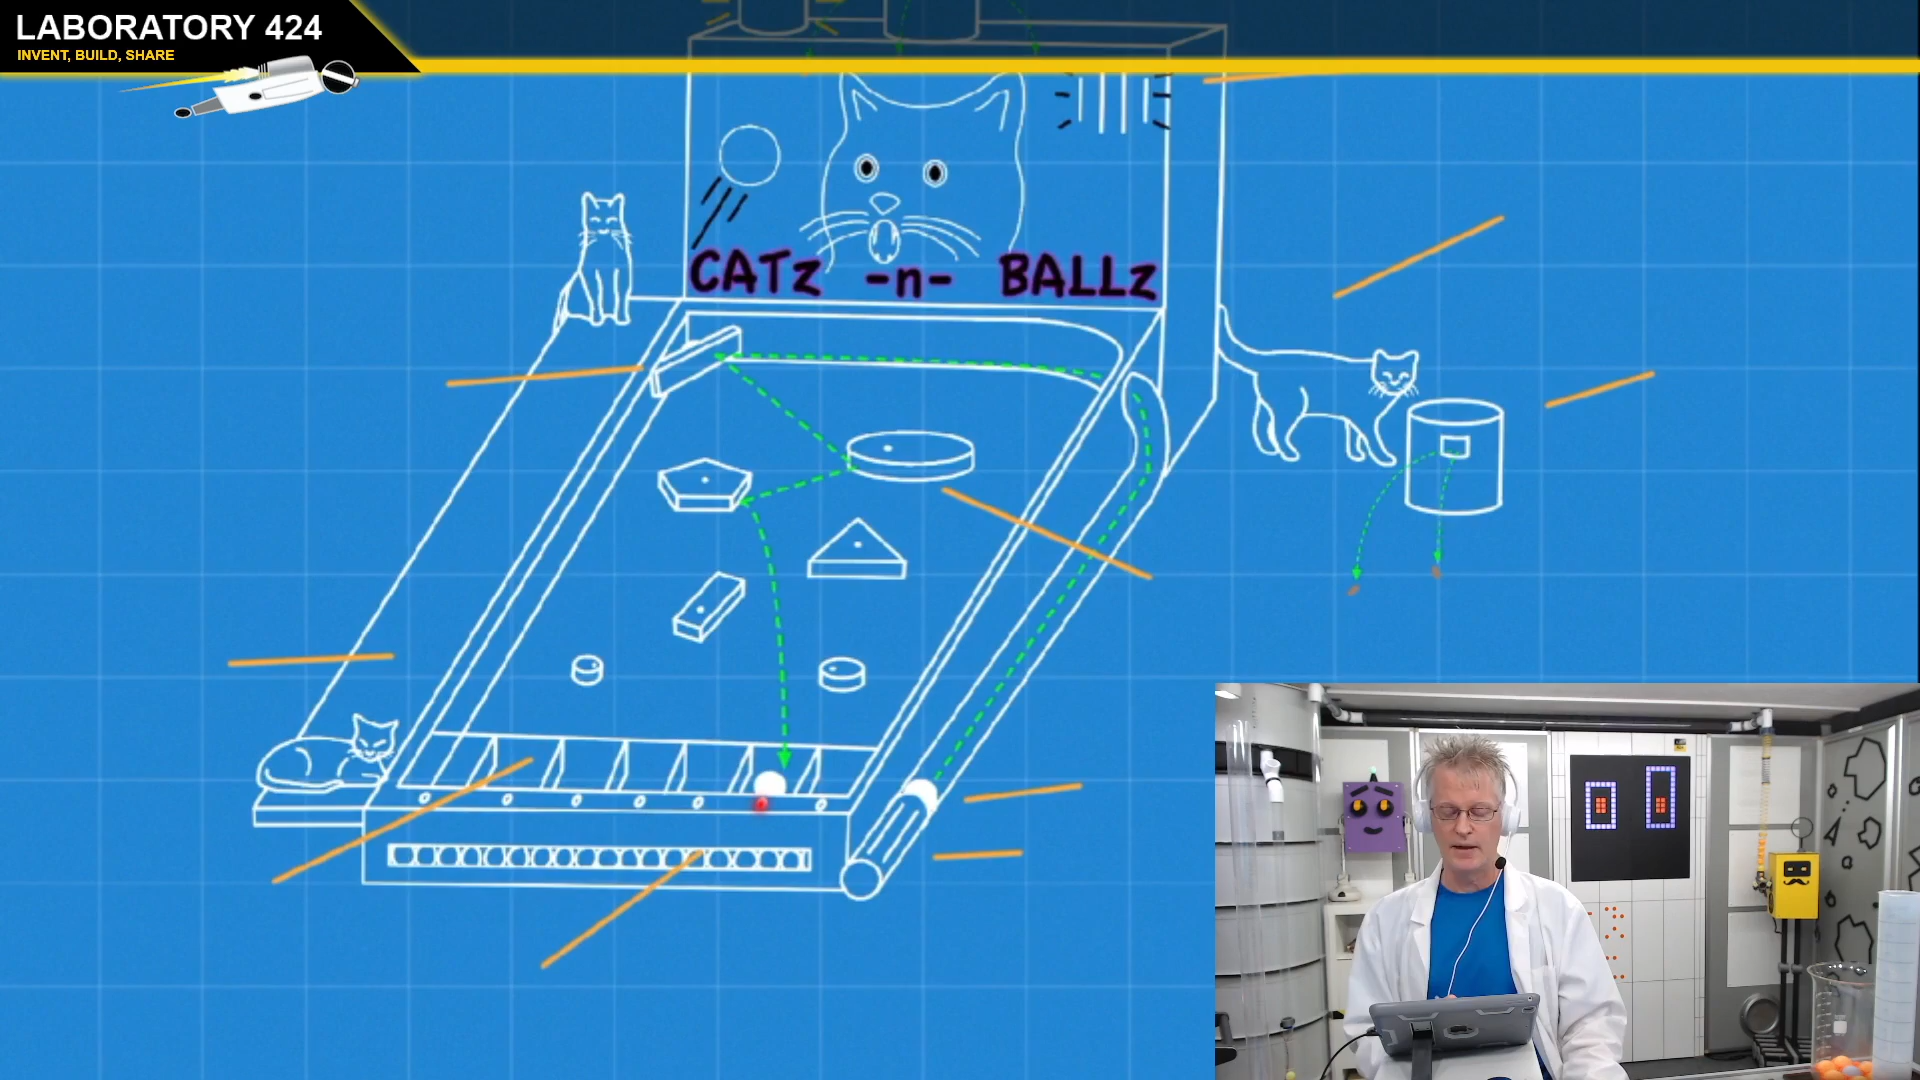 LABORATORY 424
INVENT, BUILD, SHARE
CATz -n- BALLz